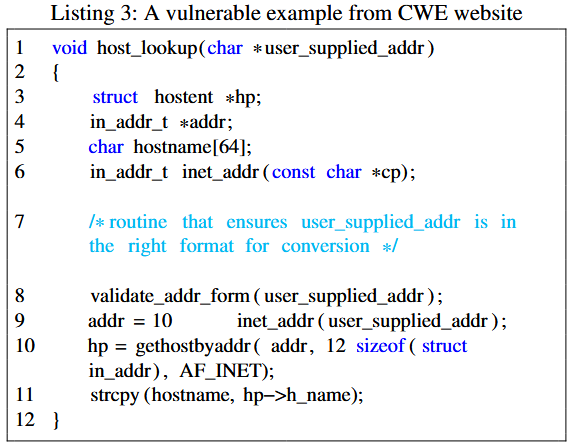 Listing 3: A vulnerable example from CWE website
1 void host_lookup(char *user_supplied_addr)
2 {
3 struct hostent *hp;
4 in_addr_t *addr;
5 char hostname[64];
6 in_addr_t inet_addr(const char *cp);
7 /* routine that ensures user_supplied_addr is in
the right format for conversion */
8 validate_addr_form(user_supplied_addr);
9 addr = 10 inet_addr(user_supplied_addr);
10 hp = gethostbyaddr( addr, 12 sizeof( struct
in_addr), AF_INET);
11 strcpy(hostname, hp->h_name);
12 }